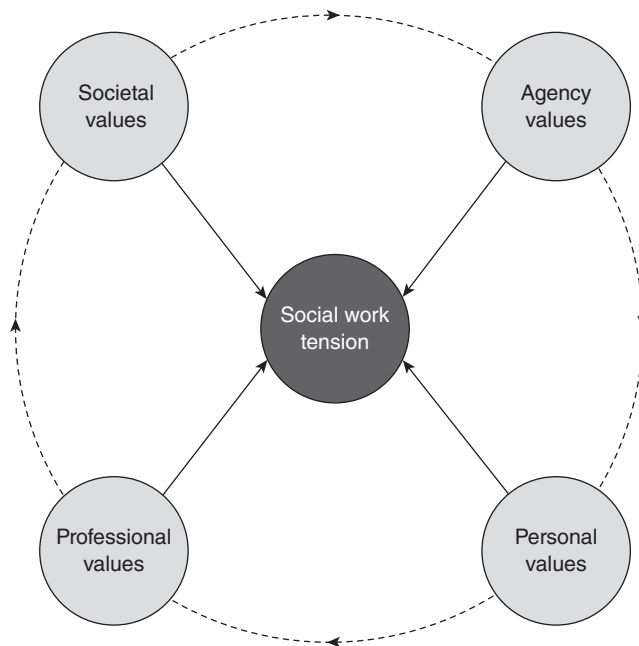 Societal
values
Agency
values
Social work
tension
Professional
values
Personal
values